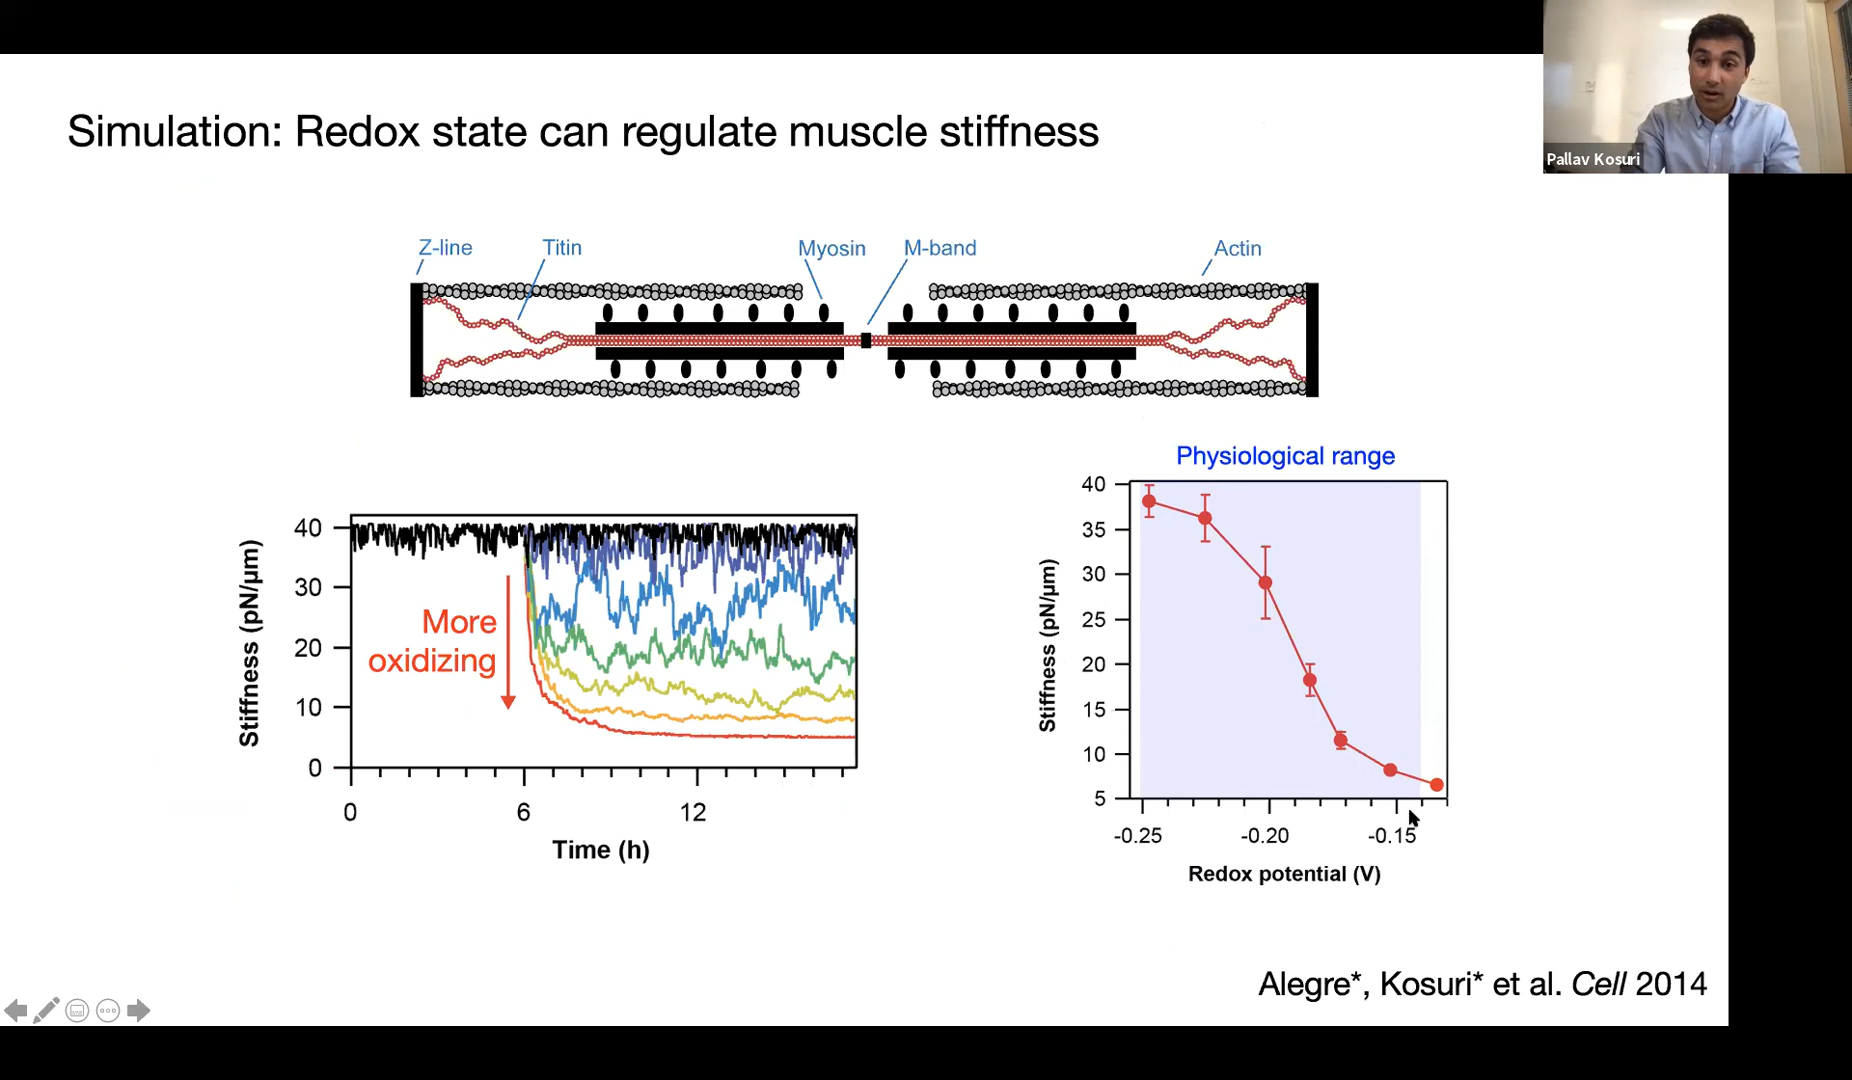 Pallav Kosuri
Simulation: Redox state can regulate muscle stiffness
Z-line
Titin
Myosin
M-band
Actin
Stiffness (pN/µm)
40
30
20
10
0
More
oxidizing
0
6
12
Time (h)
Physiological range
Stiffness (pN/µm)
40
35
30
25
20
15
10
5
-0.25
-0.20
-0.15
Redox potential (V)
Alegre*, Kosuri* et al. Cell 2014